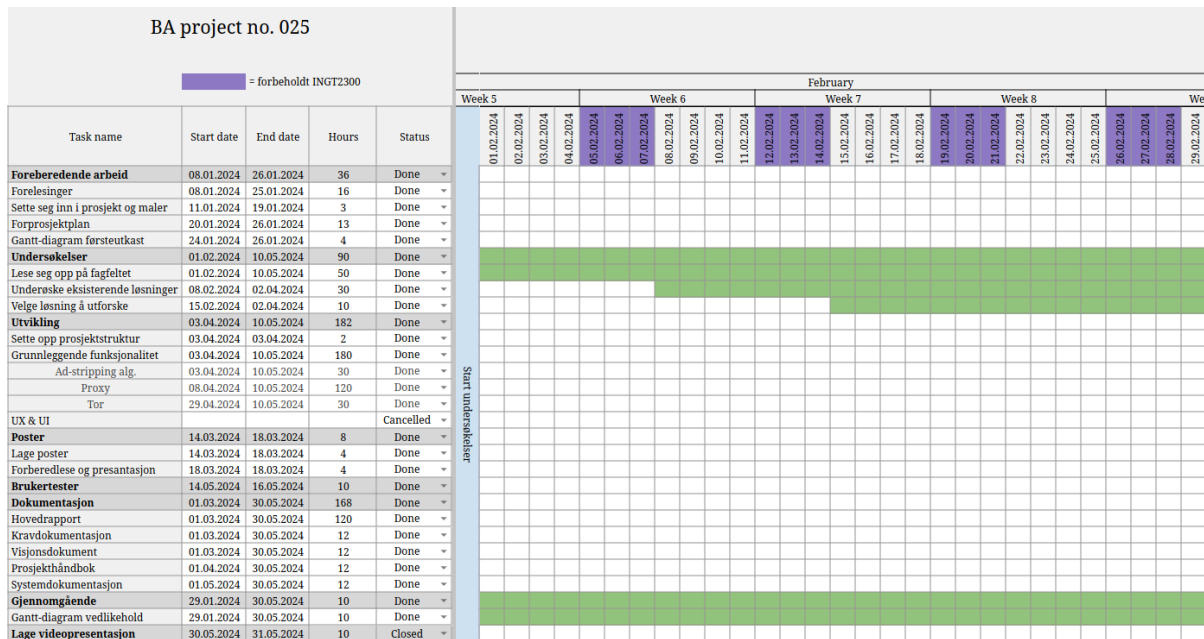 BA project no. 025
= forbeholdt INGT2300
February
Week 5 Week 6 Week 7 Week 8 We
Task name Start date End date Hours Status
01.02.2024 02.02.2024 03.02.2024 04.02.2024 05.02.2024 06.02.2024 07.02.2024 08.02.2024 09.02.2024 10.02.2024 11.02.2024 12.02.2024 13.02.2024 14.02.2024 15.02.2024 16.02.2024 17.02.2024 18.02.2024 19.02.2024 20.02.2024 21.02.2024 22.02.2024 23.02.2024 24.02.2024 25.02.2024 26.02.2024 27.02.2024 28.02.2024 29.02.2024
Foreberedende arbeid 08.01.2024 26.01.2024 36 Done
Forelesinger 08.01.2024 25.01.2024 16 Done
Sette seg inn i prosjekt og maler 11.01.2024 19.01.2024 3 Done
Forprosjektplan 20.01.2024 26.01.2024 13 Done
Gantt-diagram førsteutkast 24.01.2024 26.01.2024 4 Done
Undersøkelser 01.02.2024 10.05.2024 90 Done
Lese seg opp på fagfeltet 01.02.2024 10.05.2024 50 Done
Underøske eksisterende løsninger 08.02.2024 02.04.2024 30 Done
Velge løsning å utforske 15.02.2024 02.04.2024 10 Done
Utvikling 03.04.2024 10.05.2024 182 Done
Sette opp prosjektstruktur 03.04.2024 03.04.2024 2 Done
Grunnleggende funksjonalitet 03.04.2024 10.05.2024 180 Done
Ad-stripping alg. 03.04.2024 10.05.2024 30 Done
Proxy 08.04.2024 10.05.2024 120 Done
Tor 29.04.2024 10.05.2024 30 Done
UX & UI Cancelled
Poster 14.03.2024 18.03.2024 8 Done
Lage poster 14.03.2024 18.03.2024 4 Done
Forberedlese og presantasjon 18.03.2024 18.03.2024 4 Done
Brukertester 14.05.2024 16.05.2024 10 Done
Dokumentasjon 01.03.2024 30.05.2024 168 Done
Hovedrapport 01.03.2024 30.05.2024 120 Done
Kravdokumentasjon 01.03.2024 30.05.2024 12 Done
Visjonsdokument 01.03.2024 30.05.2024 12 Done
Prosjekthåndbok 01.04.2024 30.05.2024 12 Done
Systemdokumentasjon 01.05.2024 30.05.2024 12 Done
Gjennomgående 29.01.2024 30.05.2024 10 Done
Gantt-diagram vedlikehold 29.01.2024 30.05.2024 10 Done
Lage videopresentasjon 30.05.2024 31.05.2024 10 Closed
Start undersøkelser